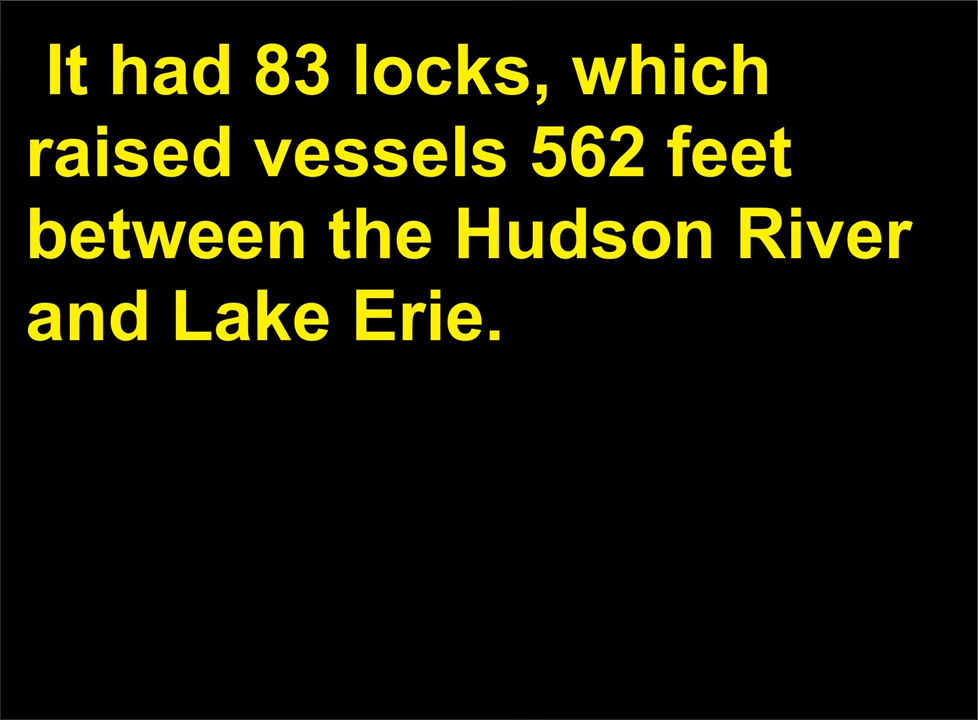 It had 83 locks, which
raised vessels 562 feet
between the Hudson River
and Lake Erie.